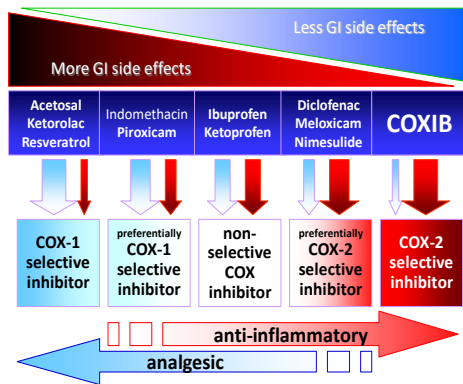 Less GI side effects
More GI side effects
Acetosal
Ketorolac
Resveratrol
Indomethacin
Piroxicam
Ibuprofen
Ketoprofen
Diclofenac
Meloxicam
Nimesulide
COXIB
COX-1
selective
inhibitor
preferentially
COX-1
selective
inhibitor
non-
selective
COX
inhibitor
preferentially
COX-2
selective
inhibitor
COX-2
selective
inhibitor
anti-inflammatory
analgesic